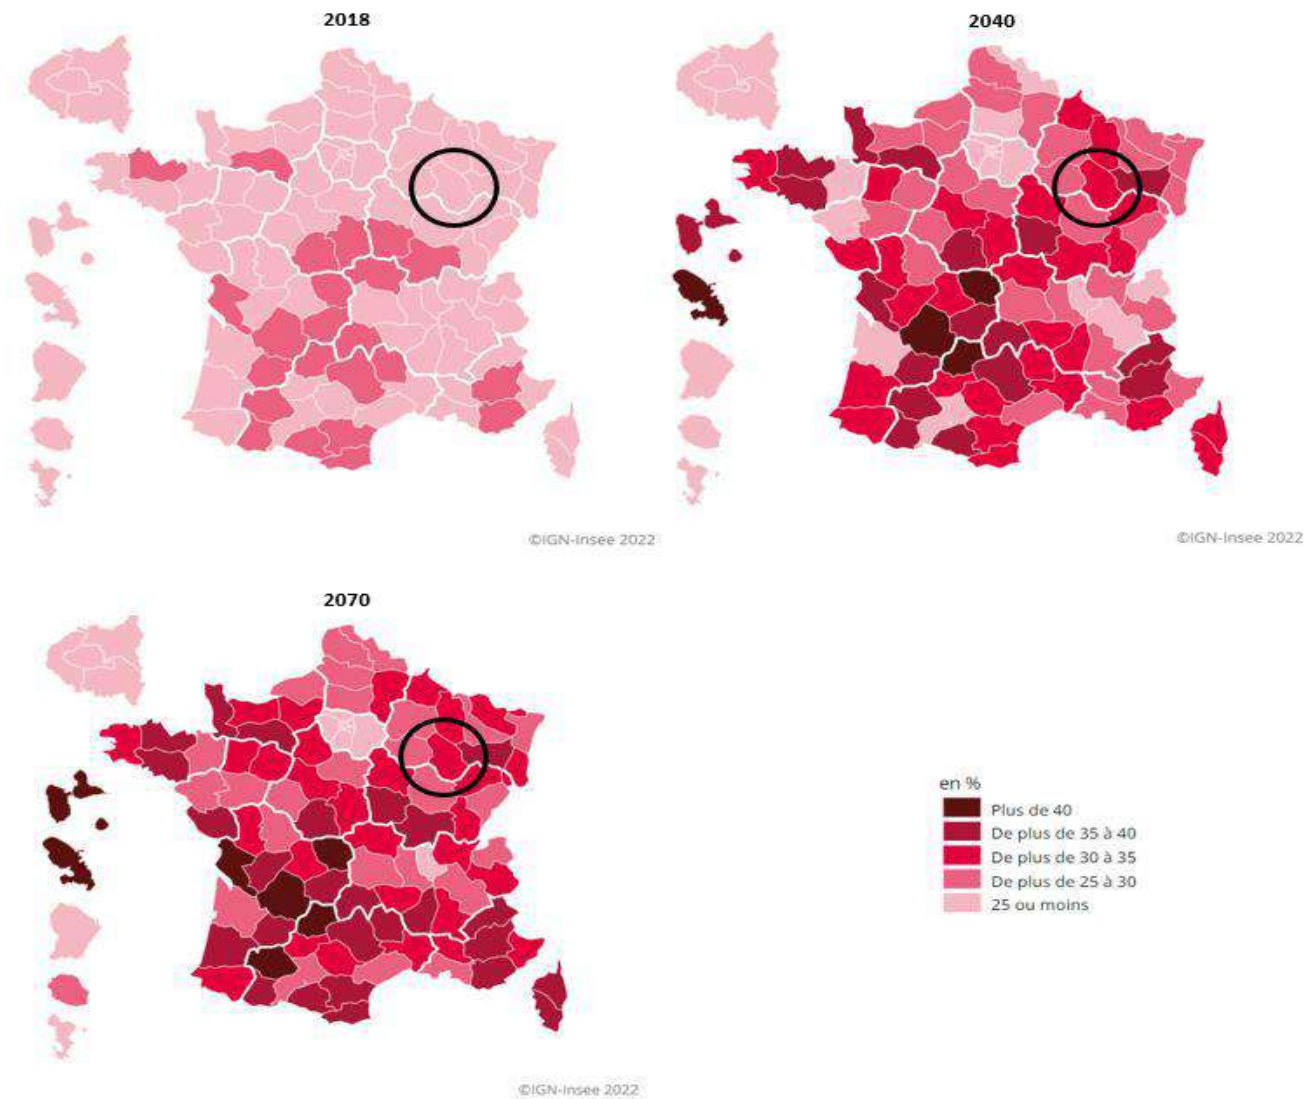 2018
2040
©IGN-Insee 2022
©IGN-Insee 2022
2070
en %
Plus de 40
De plus de 35 à 40
De plus de 30 à 35
De plus de 25 à 30
25 ou moins
©IGN-Insee 2022